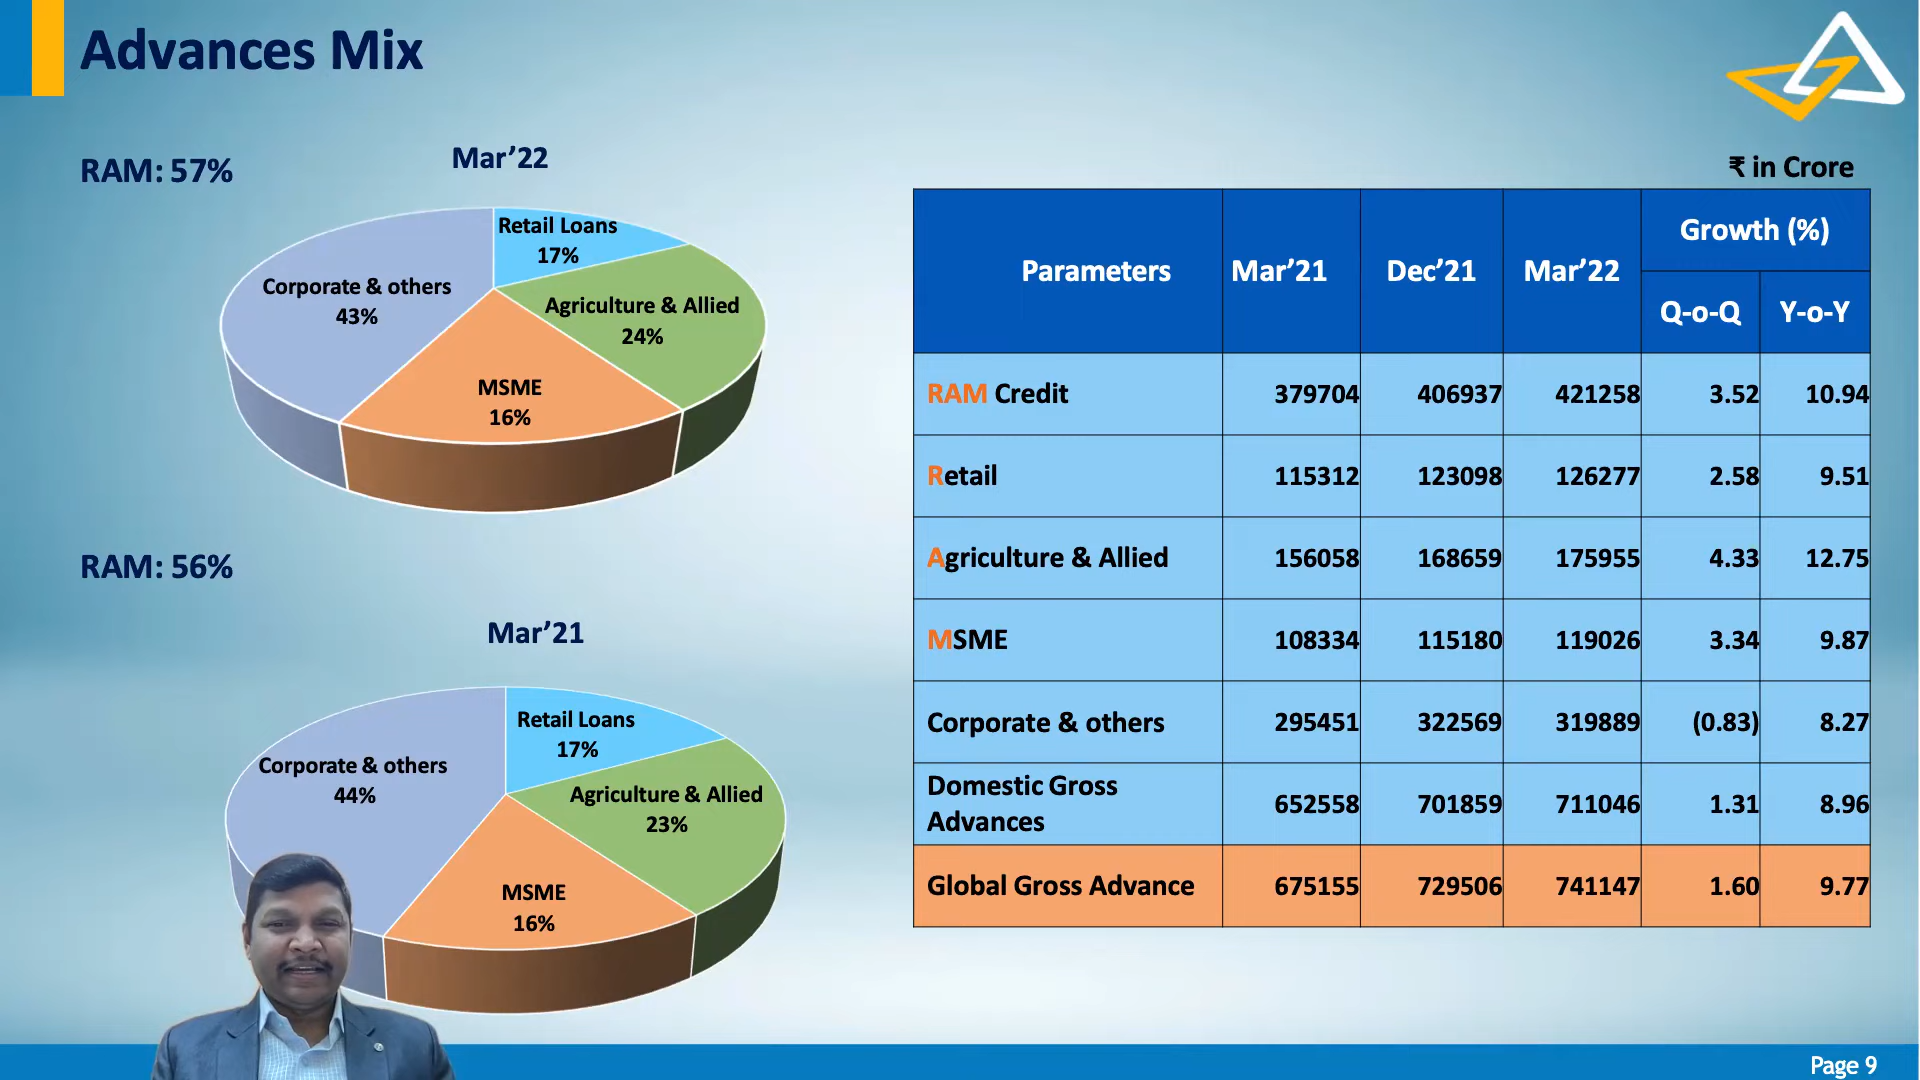 Advances Mix
RAM: 57%
Mar’22
Retail Loans
17%
Corporate & others
43%
Agriculture & Allied
24%
MSME
16%
RAM: 56%
Mar’21
Retail Loans
17%
Corporate & others
44%
Agriculture & Allied
23%
MSME
16%
₹ in Crore
Parameters Mar’21 Dec’21 Mar’22 Growth (%)
Q-o-Q Y-o-Y
RAM Credit 379704 406937 421258 3.52 10.94
Retail 115312 123098 126277 2.58 9.51
Agriculture & Allied 156058 168659 175955 4.33 12.75
MSME 108334 115180 119026 3.34 9.87
Corporate & others 295451 322569 319889 (0.83) 8.27
Domestic Gross
Advances 652558 701859 711046 1.31 8.96
Global Gross Advance 675155 729506 741147 1.60 9.77
Page 9